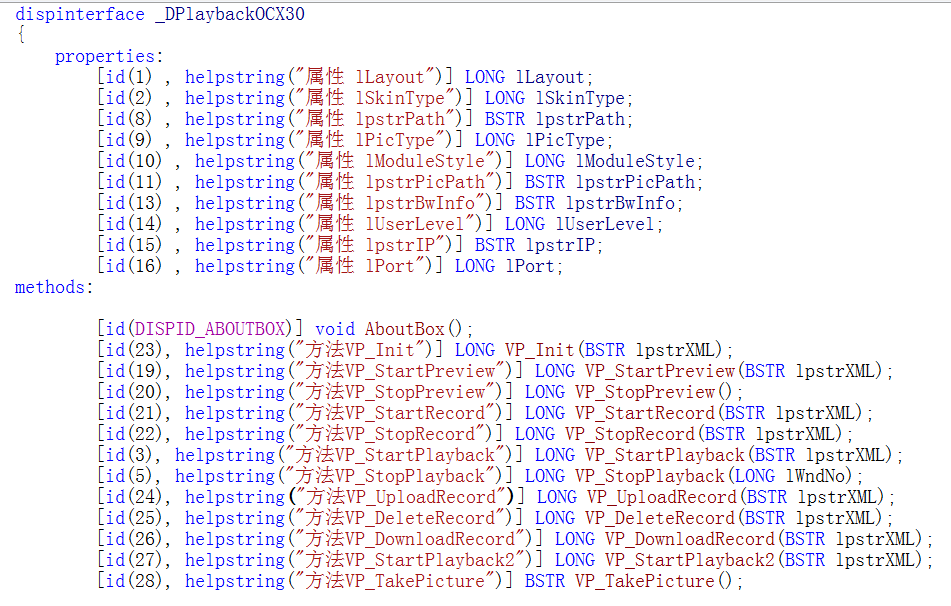 dispinterface _DPlaybackOCX30
{
properties:
[id(1) , helpstring("属性 lLayout")] LONG lLayout;
[id(2) , helpstring("属性 lSkinType")] LONG lSkinType;
[id(8) , helpstring("属性 lpstrPath")] BSTR lpstrPath;
[id(9) , helpstring("属性 lPicType")] LONG lPicType;
[id(10) , helpstring("属性 lModuleStyle")] LONG lModuleStyle;
[id(11) , helpstring("属性 lpstrPicPath")] BSTR lpstrPicPath;
[id(13) , helpstring("属性 lpstrBwInfo")] BSTR lpstrBwInfo;
[id(14) , helpstring("属性 lUserLevel")] LONG lUserLevel;
[id(15) , helpstring("属性 lpstrIP")] BSTR lpstrIP;
[id(16) , helpstring("属性 lPort")] LONG lPort;
methods:
[id(DISPID_ABOUTBOX)] void AboutBox();
[id(23), helpstring("方法VP_Init")] LONG VP_Init(BSTR lpstrXML);
[id(19), helpstring("方法VP_StartPreview")] LONG VP_StartPreview(BSTR lpstrXML);
[id(20), helpstring("方法VP_StopPreview")] LONG VP_StopPreview();
[id(21), helpstring("方法VP_StartRecord")] LONG VP_StartRecord(BSTR lpstrXML);
[id(22), helpstring("方法VP_StopRecord")] LONG VP_StopRecord(BSTR lpstrXML);
[id(3), helpstring("方法VP_StartPlayback")] LONG VP_StartPlayback(BSTR lpstrXML);
[id(5), helpstring("方法VP_StopPlayback")] LONG VP_StopPlayback(LONG lWndNo);
[id(24), helpstring("方法VP_UploadRecord")] LONG VP_UploadRecord(BSTR lpstrXML);
[id(25), helpstring("方法VP_DeleteRecord")] LONG VP_DeleteRecord(BSTR lpstrXML);
[id(26), helpstring("方法VP_DownloadRecord")] LONG VP_DownloadRecord(BSTR lpstrXML);
[id(27), helpstring("方法VP_StartPlayback2")] LONG VP_StartPlayback2(BSTR lpstrXML);
[id(28), helpstring("方法VP_TakePicture")] BSTR VP_TakePicture();